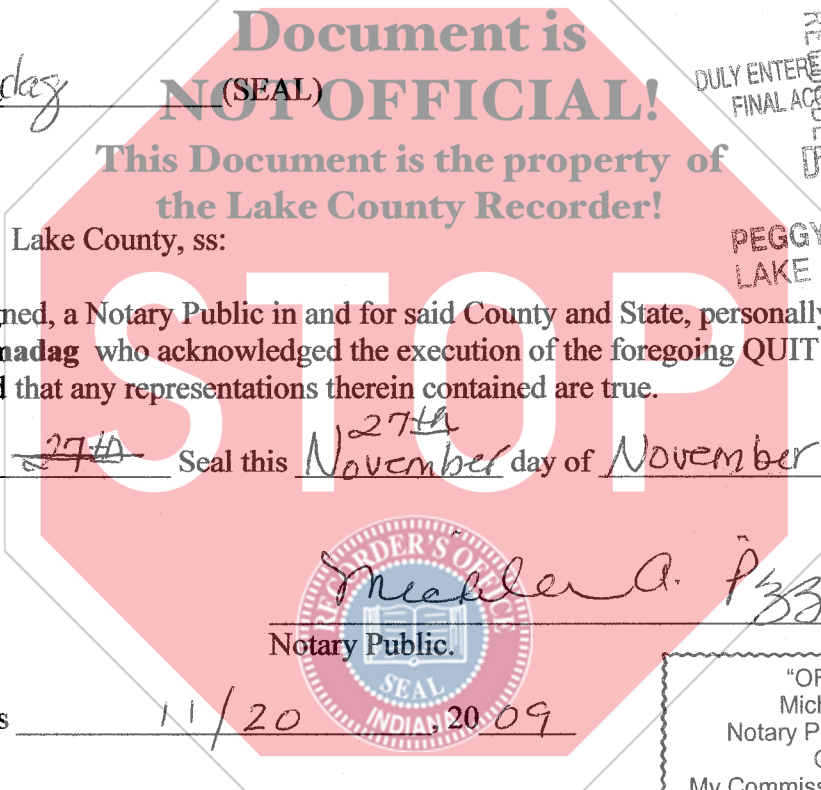 Document is
NOT OFFICIAL!
This Document is the property of
the Lake County Recorder!
(SEAL)
DULY ENTERE
FINAL ACC
Lake County, ss:
PEGGY
LAKE
STOP
ned, a Notary Public in and for said County and State, personally
nadag who acknowledged the execution of the foregoing QUIT
d that any representations therein contained are true.
27th
27th Seal this November day of November
RECORDER'S OFFICE
SEAL
INDIANA
A.
Notary Public.
s 11/20, 2009
"OF
Mich
Notary P
My Commiss